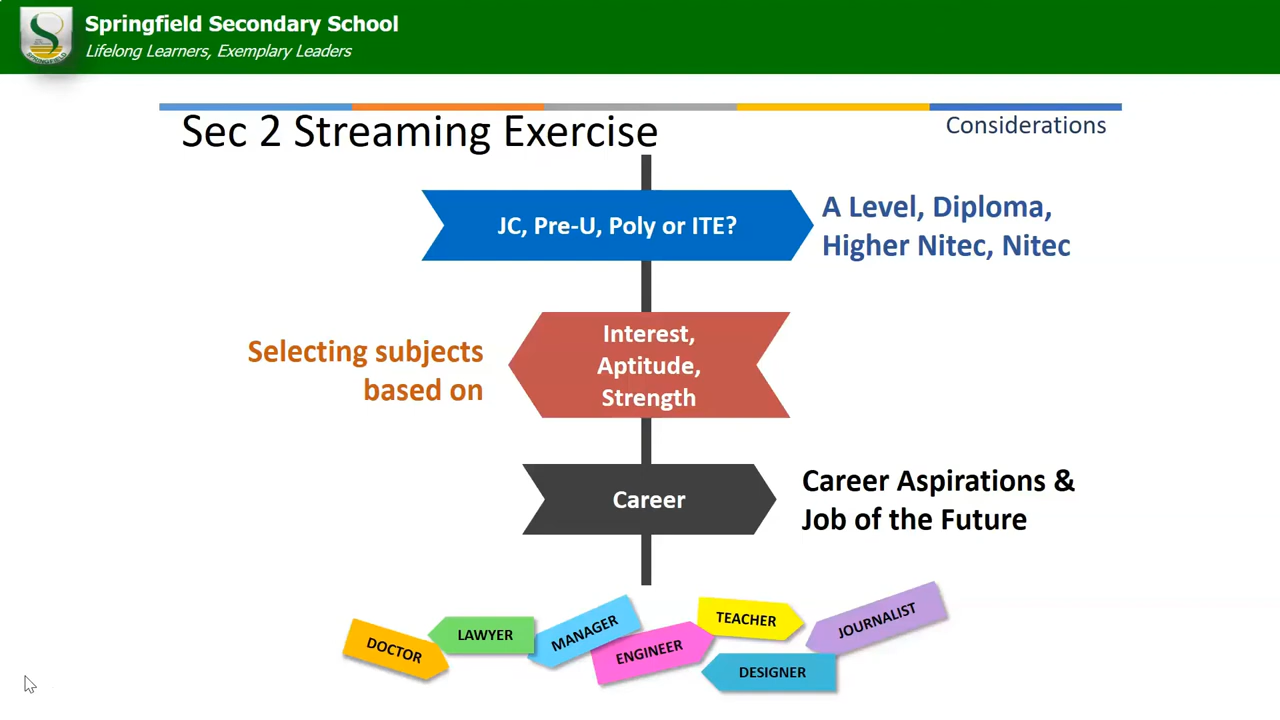 Springfield Secondary School
Lifelong Learners, Exemplary Leaders
SPRINGFIELD
Sec 2 Streaming Exercise
Considerations
JC, Pre-U, Poly or ITE?
A Level, Diploma,
Higher Nitec, Nitec
Selecting subjects
based on
Interest,
Aptitude,
Strength
Career
Career Aspirations &
Job of the Future
DOCTOR
LAWYER
MANAGER
ENGINEER
TEACHER
DESIGNER
JOURNALIST